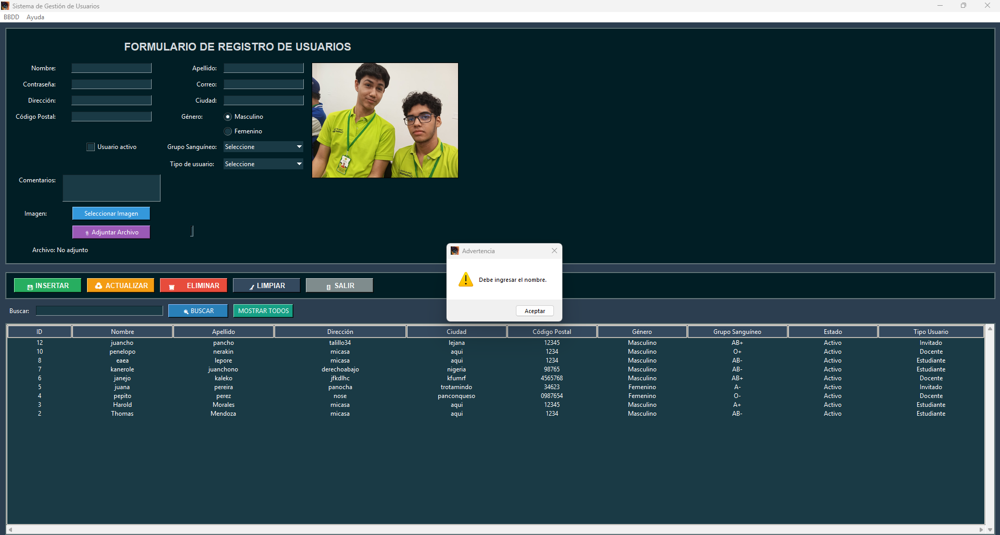 Sistema de Gestión de Usuarios
BBDD Ayuda
FORMULARIO DE REGISTRO DE USUARIOS
Nombre: Apellido:
Contraseña: Correo:
Dirección: Ciudad:
Código Postal: Género: Masculino
Femenino
Usuario activo Grupo Sanguíneo: Seleccione
Tipo de usuario: Seleccione
Comentarios:
Imagen: Seleccionar Imagen
Adjuntar Archivo
Archivo: No adjunto
Advertencia
Debe ingresar el nombre.
Aceptar
INSERTAR ACTUALIZAR ELIMINAR LIMPIAR SALIR
Buscar: BUSCAR MOSTRAR TODOS
ID Nombre Apellido Dirección Ciudad Código Postal Género Grupo Sanguíneo Estado Tipo Usuario
12 juancho pancho talillo34 lejana 12345 Masculino AB+ Activo Invitado
10 penelopo nerakin micasa aqui 1234 Masculino O+ Activo Docente
8 eaea lepore micasa aqui 1234 Masculino AB- Activo Estudiante
7 kanerole juanchono derechoabajo nigeria 98765 Masculino AB- Activo Estudiante
6 janejo kaleko jfkdlhc kfumrf 4565768 Masculino AB+ Activo Docente
5 juana pereira panocha trotamindo 34623 Femenino A- Activo Invitado
4 pepito perez nose panconqueso 0987654 Femenino O- Activo Docente
3 Harold Morales micasa aqui 12345 Masculino A+ Activo Estudiante
2 Thomas Mendoza micasa aqui 1234 Masculino AB- Activo Estudiante